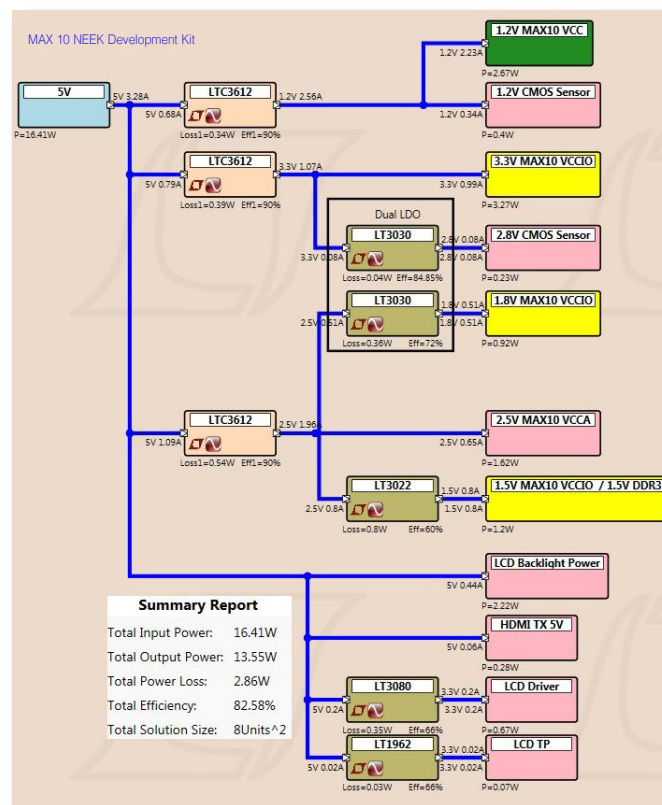 MAX 10 NEEK Development Kit
5V
5V 3.28A
P=16.41W
LTC3612
5V 0.68A
1.2V 2.56A
Loss1=0.34W Eff1=90%
1.2V MAX10 VCC
1.2V 2.23A
P=2.67W
1.2V CMOS Sensor
1.2V 0.34A
P=0.4W
LTC3612
5V 0.79A
3.3V 1.07A
Loss1=0.39W Eff1=90%
3.3V MAX10 VCCIO
3.3V 0.99A
P=3.27W
Dual LDO
LT3030
3.3V 0.08A
2.8V 0.08A
2.8V 0.08A
Loss=0.04W Eff=84.85%
2.8V CMOS Sensor
P=0.23W
LT3030
2.5V 0.51A
1.8V 0.51A
1.8V 0.51A
Loss=0.36W Eff=72%
1.8V MAX10 VCCIO
P=0.92W
LTC3612
5V 1.09A
2.5V 1.96A
Loss1=0.54W Eff1=90%
2.5V MAX10 VCCA
2.5V 0.65A
P=1.62W
LT3022
2.5V 0.8A
1.5V 0.8A
1.5V 0.8A
Loss=0.8W Eff=60%
1.5V MAX10 VCCIO / 1.5V DDR3
P=1.2W
LCD Backlight Power
5V 0.44A
P=2.22W
HDMI TX 5V
5V 0.06A
P=0.28W
LT3080
5V 0.2A
3.3V 0.2A
3.3V 0.2A
Loss=0.35W Eff=66%
LCD Driver
P=0.67W
LT1962
5V 0.02A
3.3V 0.02A
3.3V 0.02A
Loss=0.03W Eff=66%
LCD TP
P=0.07W
Summary Report
Total Input Power: 16.41W
Total Output Power: 13.55W
Total Power Loss: 2.86W
Total Efficiency: 82.58%
Total Solution Size: 8Units^2